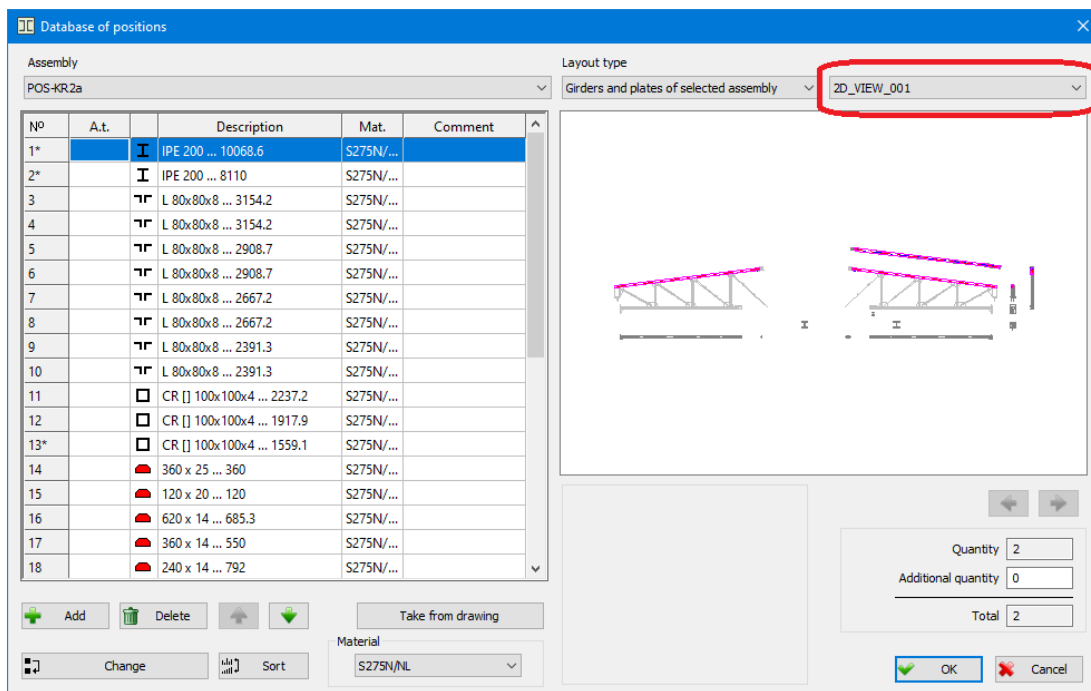 Database of positions
Assembly
Layout type
POS-KR2a
Girders and plates of selected assembly
2D_VIEW_001
Nº A.t. Description Mat. Comment
1* IPE 200 ... 10068.6 S275N/...
2* IPE 200 ... 8110 S275N/...
3 L 80x80x8 ... 3154.2 S275N/...
4 L 80x80x8 ... 3154.2 S275N/...
5 L 80x80x8 ... 2908.7 S275N/...
6 L 80x80x8 ... 2908.7 S275N/...
7 L 80x80x8 ... 2667.2 S275N/...
8 L 80x80x8 ... 2667.2 S275N/...
9 L 80x80x8 ... 2391.3 S275N/...
10 L 80x80x8 ... 2391.3 S275N/...
11 CR [] 100x100x4 ... 2237.2 S275N/...
12 CR [] 100x100x4 ... 1917.9 S275N/...
13* CR [] 100x100x4 ... 1559.1 S275N/...
14 360 x 25 ... 360 S275N/...
15 120 x 20 ... 120 S275N/...
16 620 x 14 ... 685.3 S275N/...
17 360 x 14 ... 550 S275N/...
18 240 x 14 ... 792 S275N/...
Quantity 2
Additional quantity 0
Total 2
Add
Delete
Take from drawing
Material
Change
Sort
S275N/NL
OK
Cancel